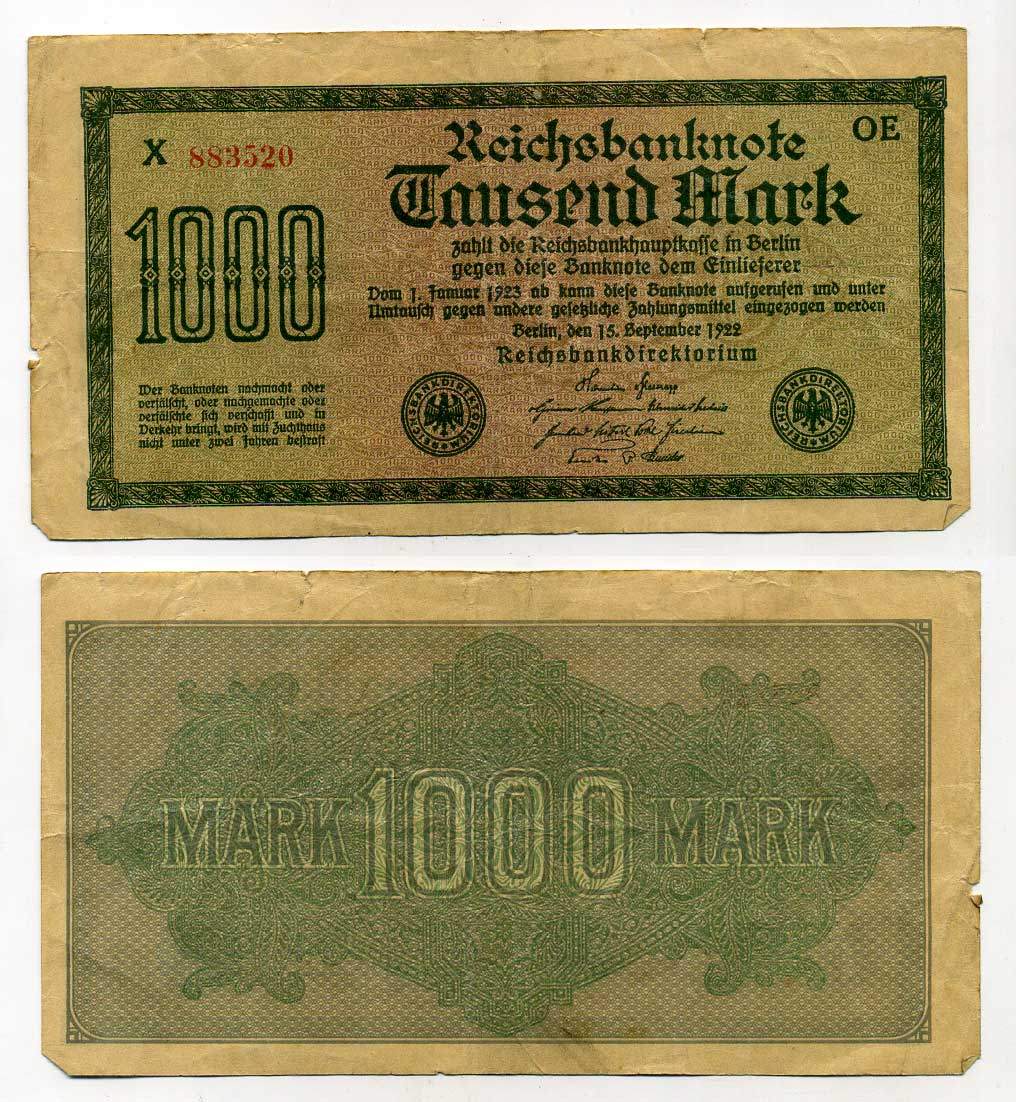 X 883520
OE
Reichsbanknote
Tausend Mark
zahlt die Reichsbankhauptkasse in Berlin
gegen diese Banknote dem Einlieferer
Vom 1. Januar 1923 ab kann diese Banknote aufgerufen und unter
Umtausch gegen andere gesetzliche Zahlungsmittel eingezogen werden
Berlin, den 15. September 1922
Reichsbankdirektorium
1000
Wer Banknoten nachmacht oder
verfälscht, oder nachgemachte oder
verfälschte sich verschafft und in
Verkehr bringt, wird mit Zuchthaus
nicht unter zwei Jahren bestraft
REICHSBANKDIREKTORIUM
REICHSBANKDIREKTORIUM
MARK 1000 MARK